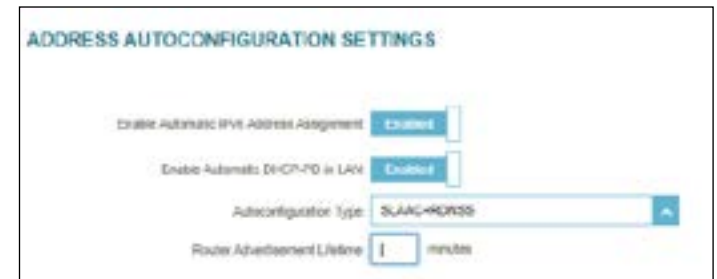 ADDRESS AUTOCONFIGURATION SETTINGS
Enable Automatic IPv6 Address Assignment Enabled
Enable Automatic DHCP-PD in LAN Enabled
Autoconfiguration Type SLAAC+RDNSS
Router Advertisement Lifetime minutes